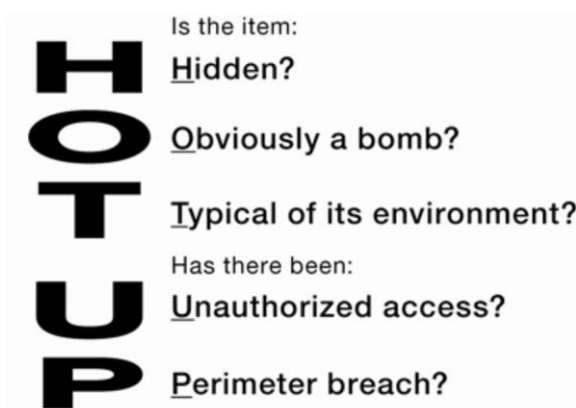 Is the item:
H Hidden?
O Obviously a bomb?
T Typical of its environment?
Has there been:
U Unauthorized access?
P Perimeter breach?